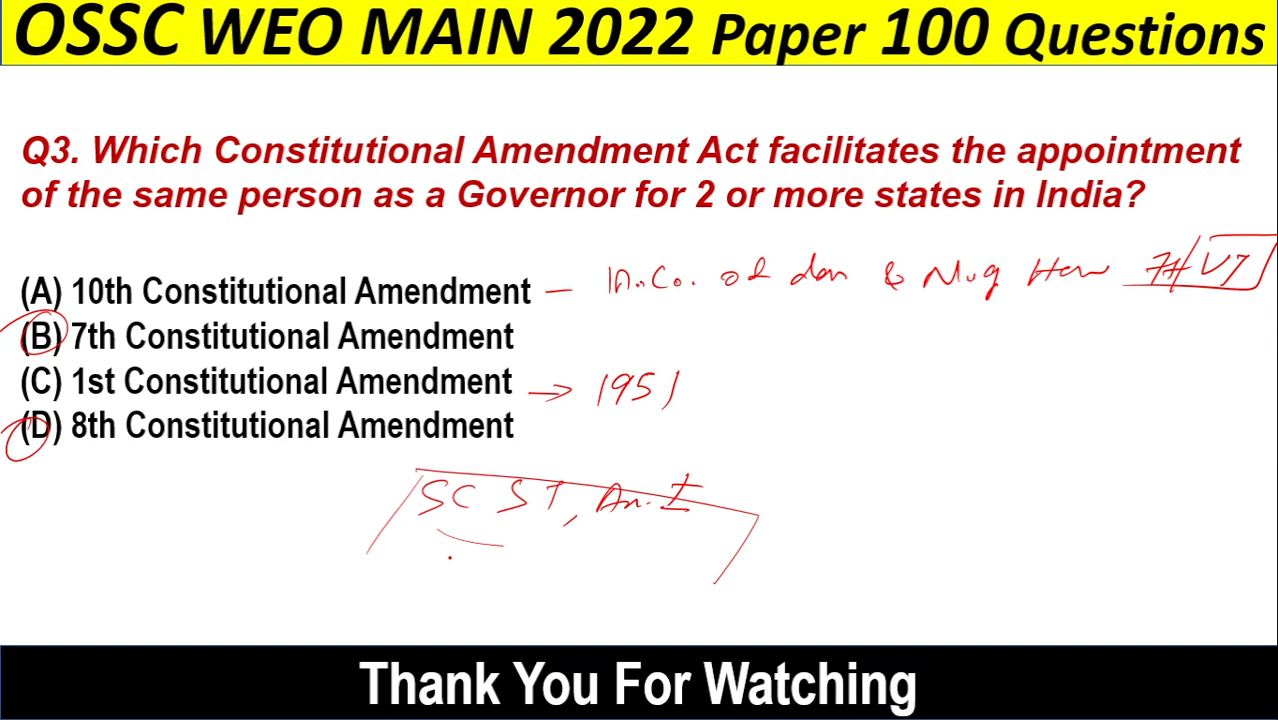 OSSC WEO MAIN 2022 Paper 100 Questions
Q3. Which Constitutional Amendment Act facilitates the appointment
of the same person as a Governor for 2 or more states in India?
(A) 10th Constitutional Amendment – of &
(B) 7th Constitutional Amendment
(C) 1st Constitutional Amendment → 1951
(D) 8th Constitutional Amendment
SC ST, An. I
Thank You For Watching